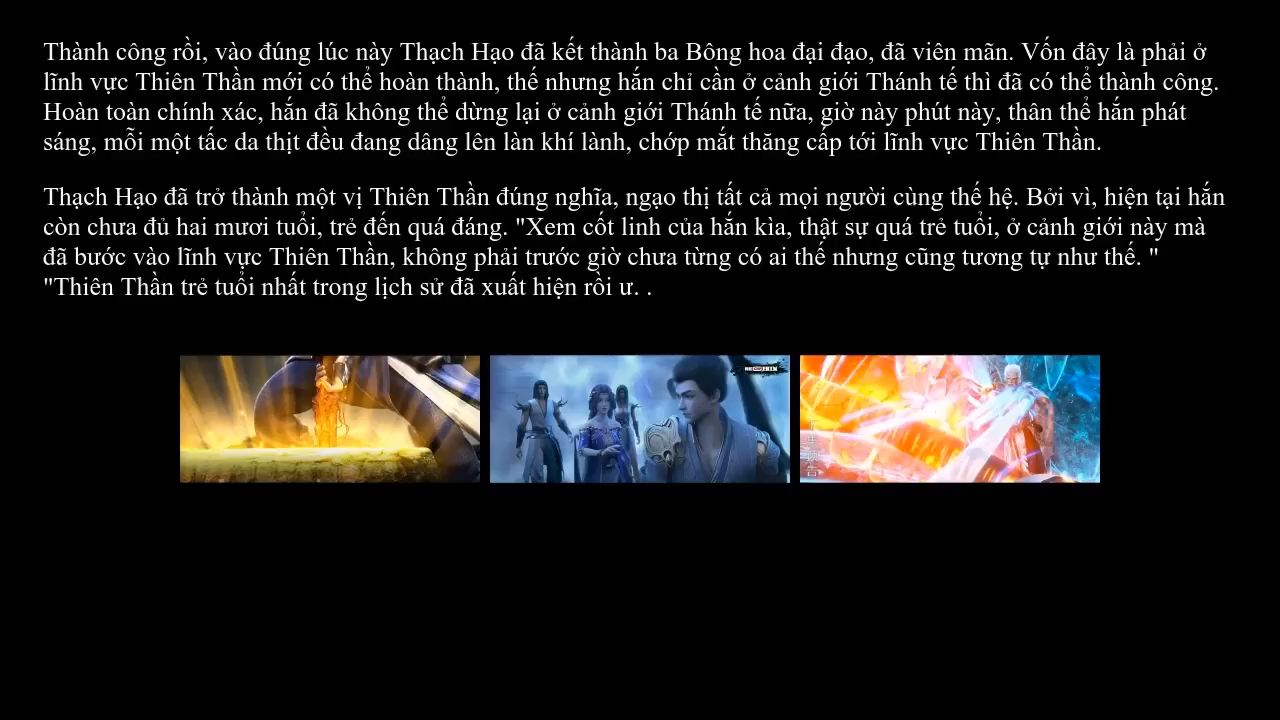 Thành công rồi, vào đúng lúc này Thạch Hạo đã kết thành ba Bông hoa đại đạo, đã viên mãn. Vốn đây là phải ở
lĩnh vực Thiên Thần mới có thể hoàn thành, thế nhưng hắn chỉ cần ở cảnh giới Thánh tế thì đã có thể thành công.
Hoàn toàn chính xác, hắn đã không thể dừng lại ở cảnh giới Thánh tế nữa, giờ này phút này, thân thể hắn phát
sáng, mỗi một tấc da thịt đều đang dâng lên làn khí lành, chớp mắt thăng cấp tới lĩnh vực Thiên Thần.
Thạch Hạo đã trở thành một vị Thiên Thần đúng nghĩa, ngạo thị tất cả mọi người cùng thế hệ. Bởi vì, hiện tại hắn
còn chưa đủ hai mươi tuổi, trẻ đến quá đáng. "Xem cốt linh của hắn kìa, thật sự quá trẻ tuổi, ở cảnh giới này mà
đã bước vào lĩnh vực Thiên Thần, không phải trước giờ chưa từng có ai thế nhưng cũng tương tự như thế. "
"Thiên Thần trẻ tuổi nhất trong lịch sử đã xuất hiện rồi ư. .